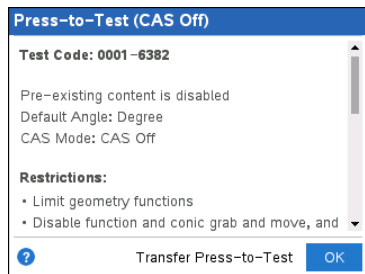 Press-to-Test (CAS Off)
Test Code: 0001-6382
Pre-existing content is disabled
Default Angle: Degree
CAS Mode: CAS Off
Restrictions:
• Limit geometry functions
• Disable function and conic grab and move, and
? Transfer Press-to-Test OK